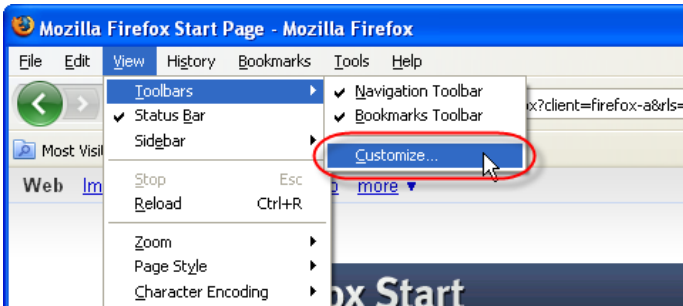 Mozilla Firefox Start Page - Mozilla Firefox
File Edit View History Bookmarks Tools Help
Toolbars
Navigation Toolbar
Status Bar
Bookmarks Toolbar
?client=firefox-a&rls=
Sidebar
Customize...
Most
Web
more ▼
Stop Esc
Reload Ctrl+R
Zoom
Page Style
Character Encoding
Start